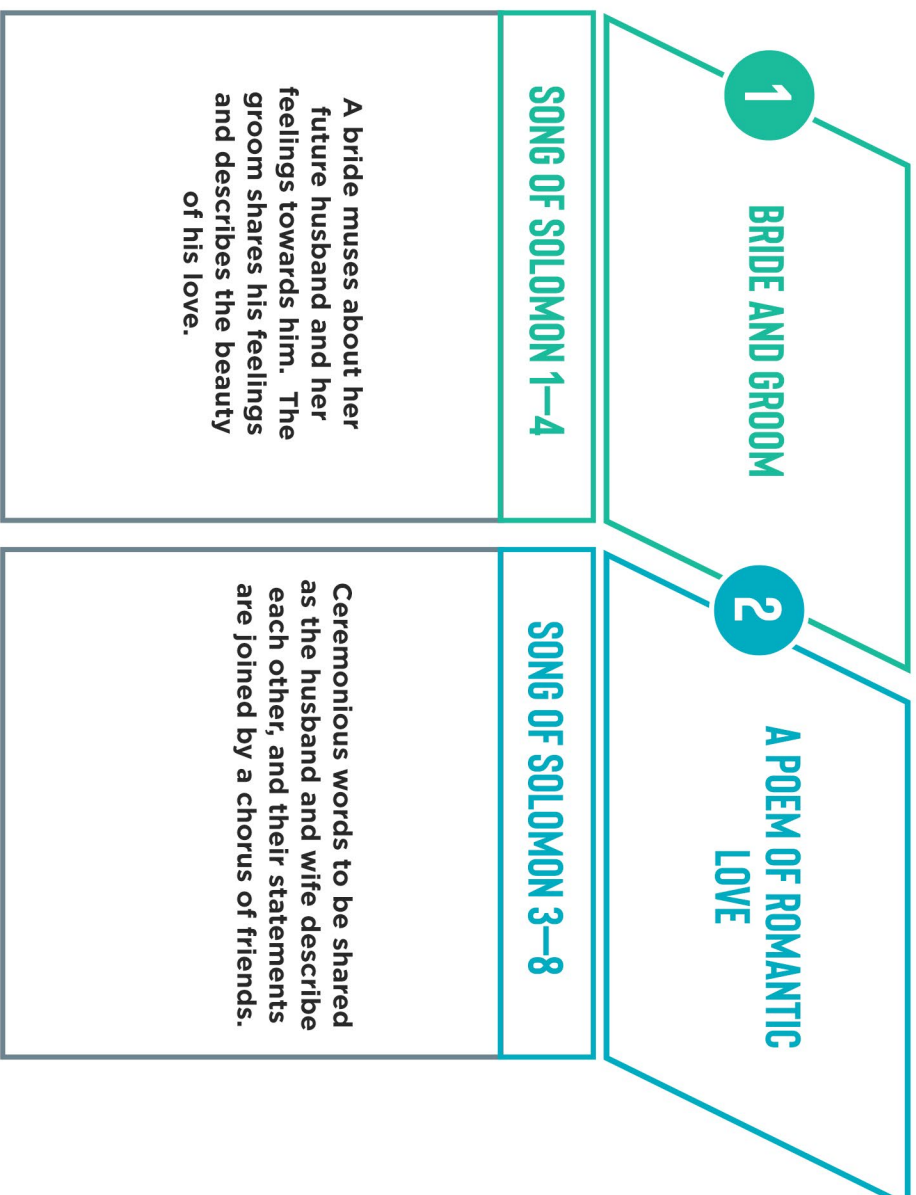 1
BRIDE AND GROOM
SONG OF SOLOMON 1—4
A bride muses about her
future husband and her
feelings towards him.  The
groom shares his feelings
and describes the beauty
of his love.
2
A POEM OF ROMANTIC
LOVE
SONG OF SOLOMON 3—8
Ceremonious words to be shared
as the husband and wife describe
each other, and their statements
are joined by a chorus of friends.